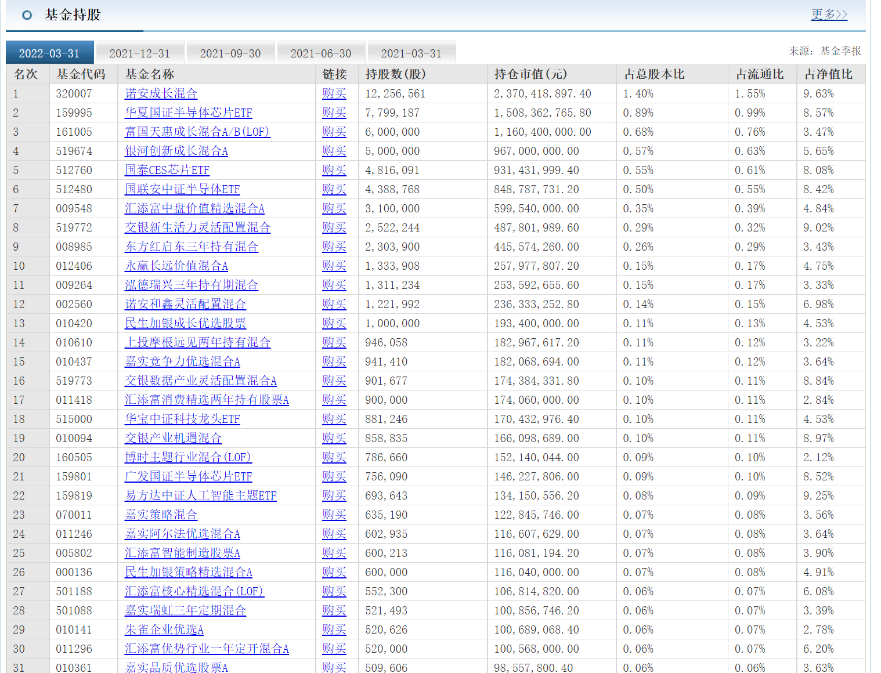 基金持股
更多>>
2022-03-31 2021-12-31 2021-09-30 2021-06-30 2021-03-31 来源: 基金季报
名次 基金代码 基金名称 链接 持股数(股) 持仓市值(元) 占总股本比 占流通比 占净值比
1 320007 诺安成长混合 购买 12,256,561 2,370,418,897.40 1.40% 1.55% 9.63%
2 159995 华夏国证半导体芯片ETF 购买 7,799,187 1,508,362,765.80 0.89% 0.99% 8.57%
3 161005 富国天惠成长混合A/B(LOF) 购买 6,000,000 1,160,400,000.00 0.68% 0.76% 3.47%
4 519674 银河创新成长混合A 购买 5,000,000 967,000,000.00 0.57% 0.63% 5.65%
5 512760 国泰CES芯片ETF 购买 4,816,091 931,431,999.40 0.55% 0.61% 8.08%
6 512480 国联安中证半导体ETF 购买 4,388,768 848,787,731.20 0.50% 0.55% 8.42%
7 009548 汇添富中盘价值精选混合A 购买 3,100,000 599,540,000.00 0.35% 0.39% 4.84%
8 519772 交银新生活力灵活配置混合 购买 2,522,244 487,801,989.60 0.29% 0.32% 9.02%
9 008985 东方红启东三年持有混合 购买 2,303,900 445,574,260.00 0.26% 0.29% 3.43%
10 012406 永赢长远价值混合A 购买 1,333,908 257,977,807.20 0.15% 0.17% 4.75%
11 009264 泓德瑞兴三年持有期混合 购买 1,311,234 253,592,655.60 0.15% 0.17% 3.33%
12 002560 诺安和鑫灵活配置混合 购买 1,221,992 236,333,252.80 0.14% 0.15% 6.98%
13 010420 民生加银成长优选股票 购买 1,000,000 193,400,000.00 0.11% 0.13% 4.53%
14 010610 上投摩根远见两年持有混合 购买 946,058 182,967,617.20 0.11% 0.12% 3.22%
15 010437 嘉实竞争力优选混合A 购买 941,410 182,068,694.00 0.11% 0.12% 3.64%
16 519773 交银数据产业灵活配置混合A 购买 901,677 174,384,331.80 0.10% 0.11% 8.84%
17 011418 汇添富消费精选两年持有股票A 购买 900,000 174,060,000.00 0.10% 0.11% 2.84%
18 515000 华宝中证科技龙头ETF 购买 881,246 170,432,976.40 0.10% 0.11% 4.53%
19 010094 交银产业机遇混合 购买 858,835 166,098,689.00 0.10% 0.11% 8.97%
20 160505 博时主题行业混合(LOF) 购买 786,660 152,140,044.00 0.09% 0.10% 2.12%
21 159801 广发国证半导体芯片ETF 购买 756,090 146,227,806.00 0.09% 0.10% 8.52%
22 159819 易方达中证人工智能主题ETF 购买 693,643 134,150,556.20 0.08% 0.09% 9.25%
23 070011 嘉实策略混合 购买 635,190 122,845,746.00 0.07% 0.08% 3.56%
24 011246 嘉实阿尔法优选混合A 购买 602,935 116,607,629.00 0.07% 0.08% 3.64%
25 005802 汇添富智能制造股票A 购买 600,213 116,081,194.20 0.07% 0.08% 3.90%
26 000136 民生加银策略精选混合A 购买 600,000 116,040,000.00 0.07% 0.08% 4.91%
27 501188 汇添富核心精选混合(LOF) 购买 552,300 106,814,820.00 0.06% 0.07% 6.08%
28 501088 嘉实瑞虹三年定期混合 购买 521,493 100,856,746.20 0.06% 0.07% 3.39%
29 010141 朱雀企业优选A 购买 520,626 100,689,068.40 0.06% 0.07% 2.78%
30 011296 汇添富优势行业一年定开混合A 购买 520,000 100,568,000.00 0.06% 0.07% 6.20%
31 010361 嘉实品质优选股票A 购买 509,606 98,557,800.40 0.06% 0.06% 3.63%